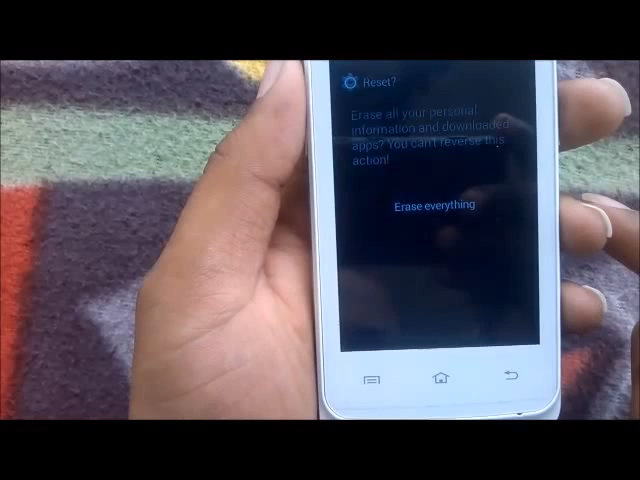 Reset?
Erase all your personal
information and downloaded
apps? You can't reverse this
action!
Erase everything